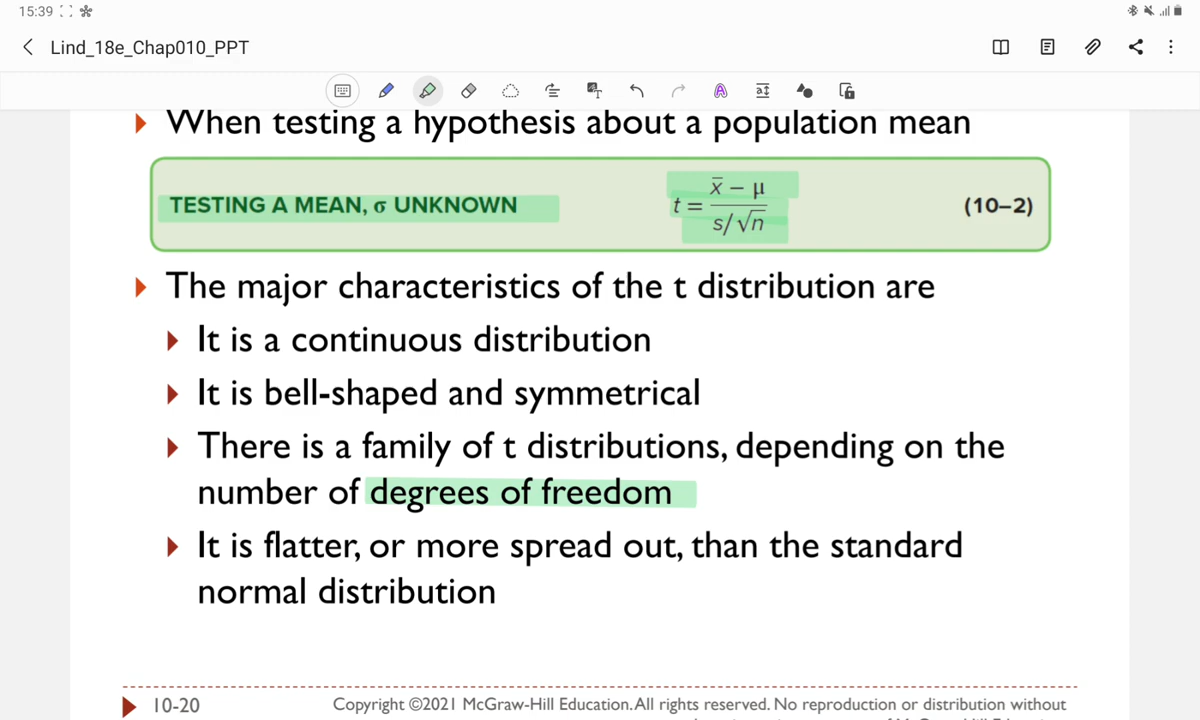 15:39
Lind_18e_Chap010_PPT
When testing a hypothesis about a population mean
TESTING A MEAN, σ UNKNOWN t = x̄ − μ / s/√n (10–2)
The major characteristics of the t distribution are
It is a continuous distribution
It is bell-shaped and symmetrical
There is a family of t distributions, depending on the
number of degrees of freedom
It is flatter, or more spread out, than the standard
normal distribution
10-20 Copyright ©2021 McGraw-Hill Education. All rights reserved. No reproduction or distribution without